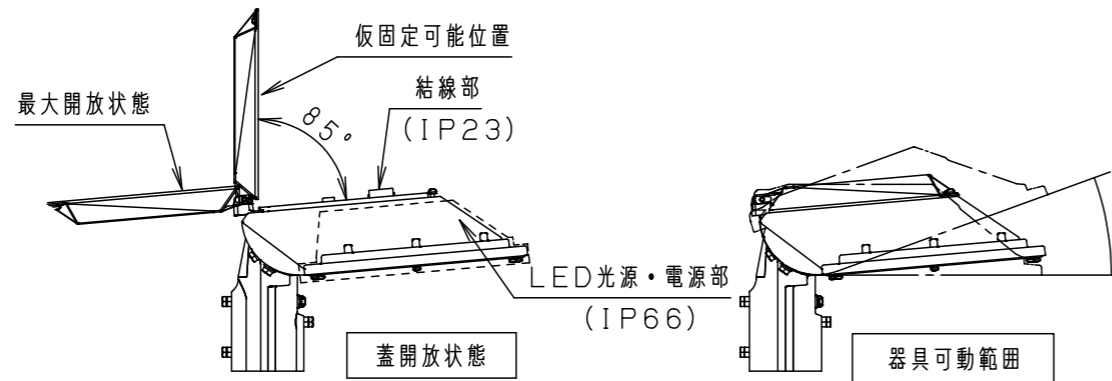 仮固定可能位置
結線部
(IP23)
最大開放状態
85°
LED光源・電源部
(IP66)
蓋開放状態
器具可動範囲